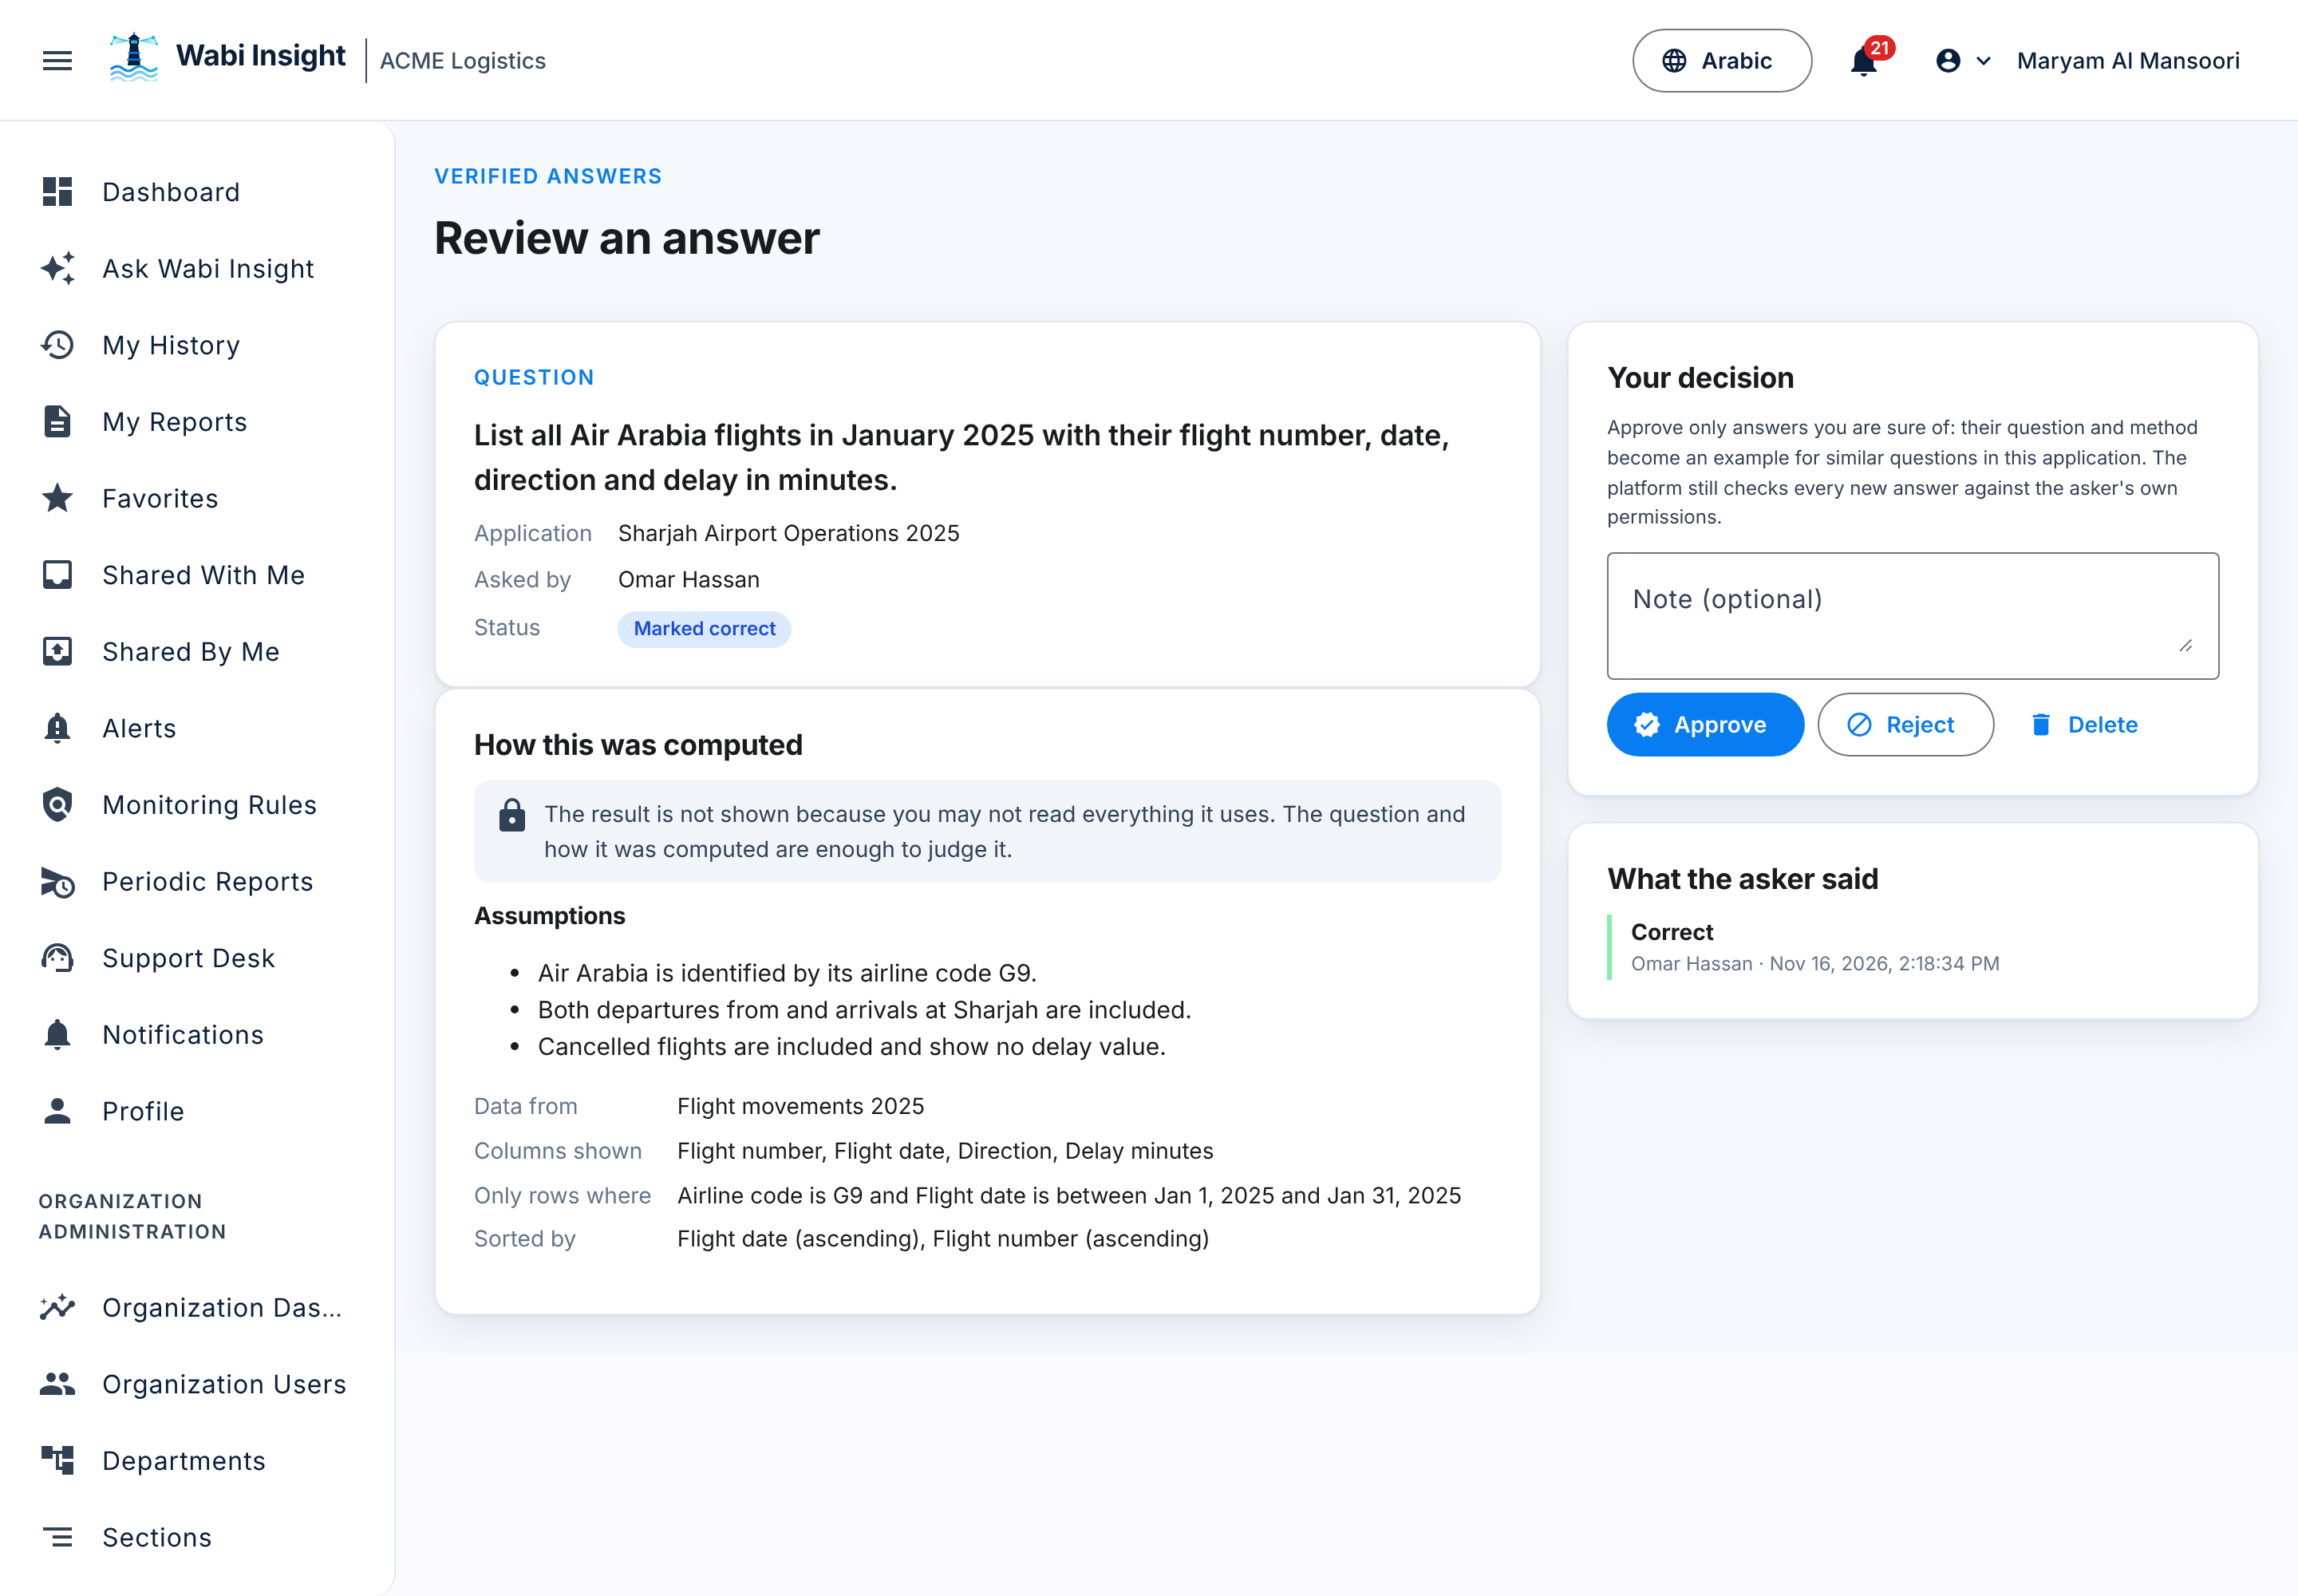 Wabi Insight
ACME Logistics
Arabic
21
Maryam Al Mansoori
Dashboard
Ask Wabi Insight
My History
My Reports
Favorites
Shared With Me
Shared By Me
Alerts
Monitoring Rules
Periodic Reports
Support Desk
Notifications
Profile
ORGANIZATION
ADMINISTRATION
Organization Das...
Organization Users
Departments
Sections
VERIFIED ANSWERS
Review an answer
QUESTION
List all Air Arabia flights in January 2025 with their flight number, date,
direction and delay in minutes.
Application Sharjah Airport Operations 2025
Asked by Omar Hassan
Status Marked correct
How this was computed
The result is not shown because you may not read everything it uses. The question and
how it was computed are enough to judge it.
Assumptions
• Air Arabia is identified by its airline code G9.
• Both departures from and arrivals at Sharjah are included.
• Cancelled flights are included and show no delay value.
Data from Flight movements 2025
Columns shown Flight number, Flight date, Direction, Delay minutes
Only rows where Airline code is G9 and Flight date is between Jan 1, 2025 and Jan 31, 2025
Sorted by Flight date (ascending), Flight number (ascending)
Your decision
Approve only answers you are sure of: their question and method
become an example for similar questions in this application. The
platform still checks every new answer against the asker's own
permissions.
Note (optional)
Approve
Reject
Delete
What the asker said
Correct
Omar Hassan · Nov 16, 2026, 2:18:34 PM